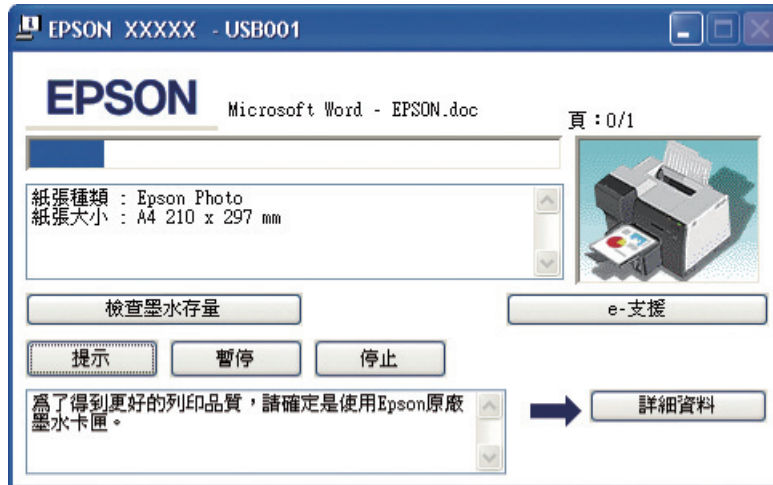 EPSON XXXXX - USB001
EPSON
Microsoft Word - EPSON.doc
頁：0/1
紙張種類 : Epson Photo
紙張大小 : A4 210 x 297 mm
檢查墨水存量
e-支援
提示
暫停
停止
為了得到更好的列印品質，請確定是使用Epson原廠
墨水卡匣。
詳細資料